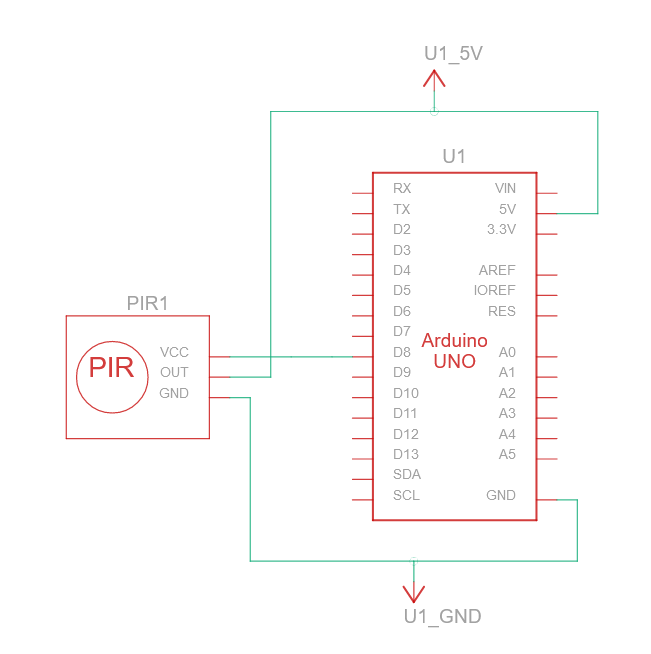 U1_5V
U1
RX
VIN
TX
5V
D2
3.3V
D3
D4
AREF
D5
IOREF
D6
RES
D7
Arduino
UNO
D8
A0
D9
A1
D10
A2
D11
A3
D12
A4
D13
A5
SDA
SCL
GND
PIR1
PIR
VCC
OUT
GND
U1_GND